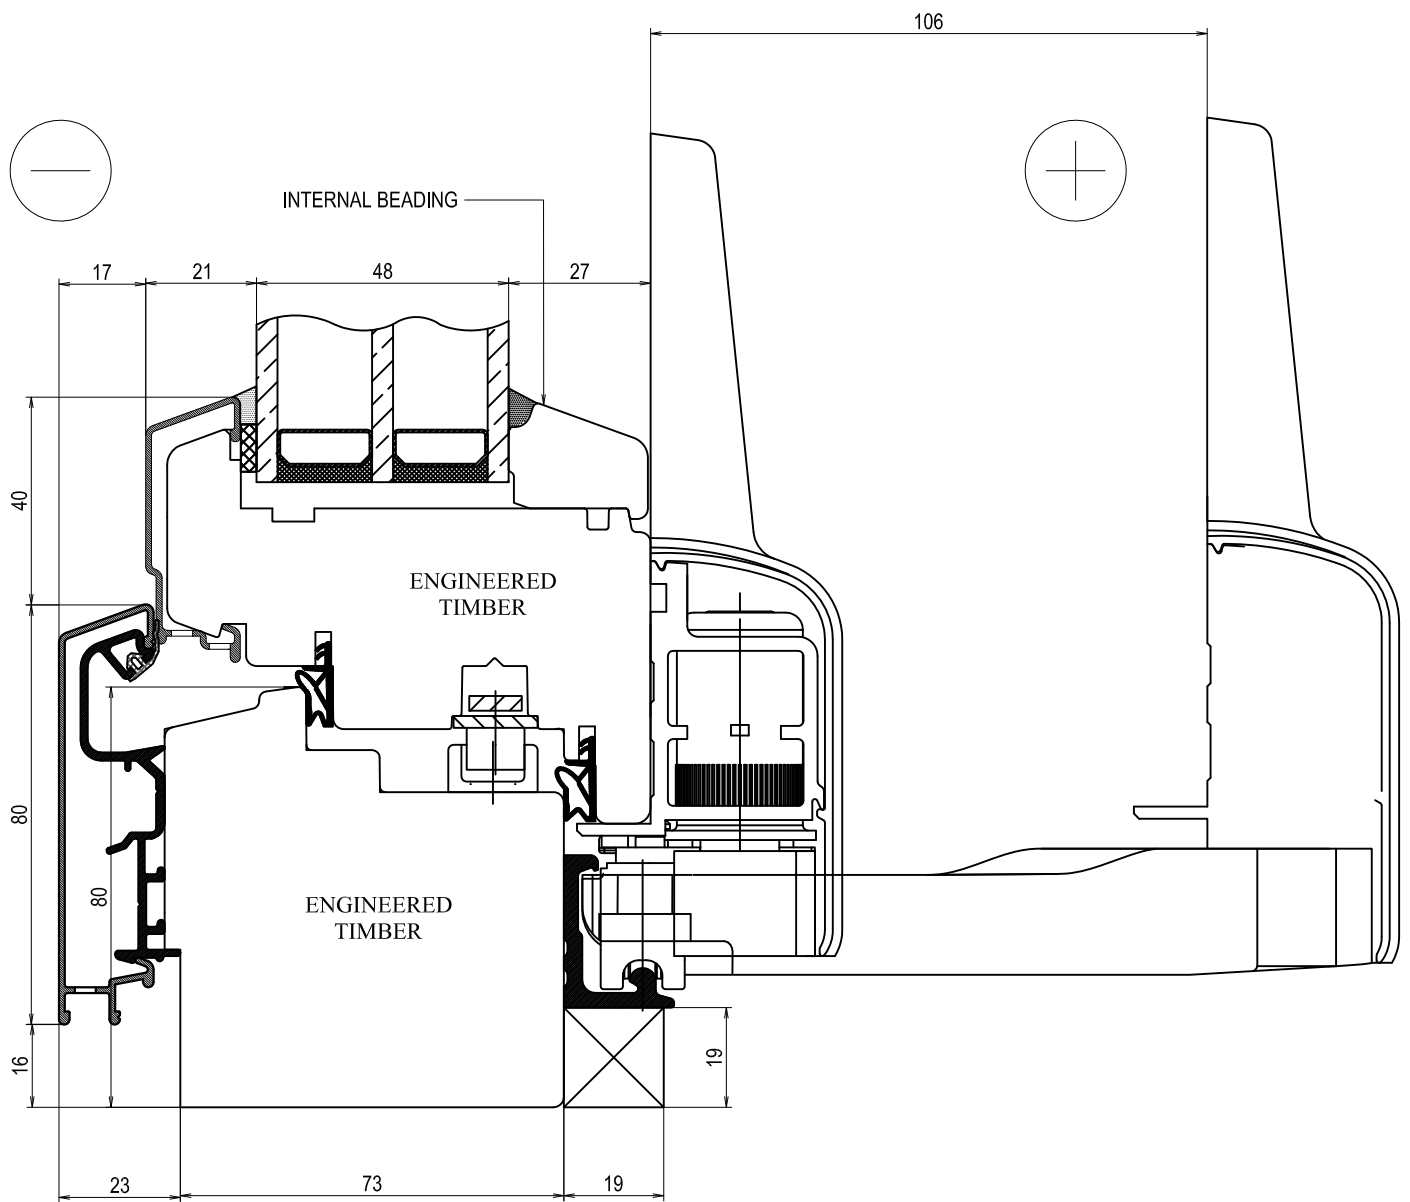 106
INTERNAL BEADING
17
21
48
27
40
ENGINEERED
TIMBER
80
80
ENGINEERED
TIMBER
16
19
23
73
19